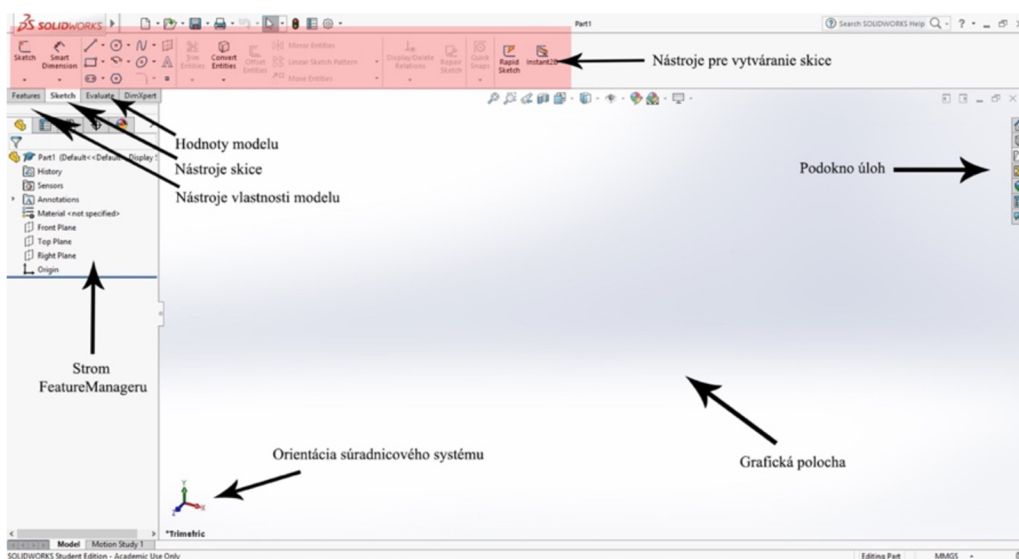 SOLIDWORKS
Part1
Search SOLIDWORKS Help
Sketch
Smart Dimension
Trim Entities
Convert Entities
Offset Entities
Mirror Entities
Linear Sketch Pattern
Move Entities
Display/Delete Relations
Repair Sketch
Quick Snaps
Rapid Sketch
Instant2D
Nástroje pre vytváranie skice
Features
Sketch
Evaluate
DimXpert
Hodnoty modelu
Nástroje skice
Nástroje vlastnosti modelu
Podokno úloh
Part1 (Default<<Default>_Display S
History
Sensors
Annotations
Material <not specified>
Front Plane
Top Plane
Right Plane
Origin
Strom
FeatureManageru
Orientácia súradnicového systému
Grafická polocha
Y
X
Z
*Trimetric
Model
Motion Study 1
SOLIDWORKS Student Edition - Academic Use Only
Editing Part
MMGS